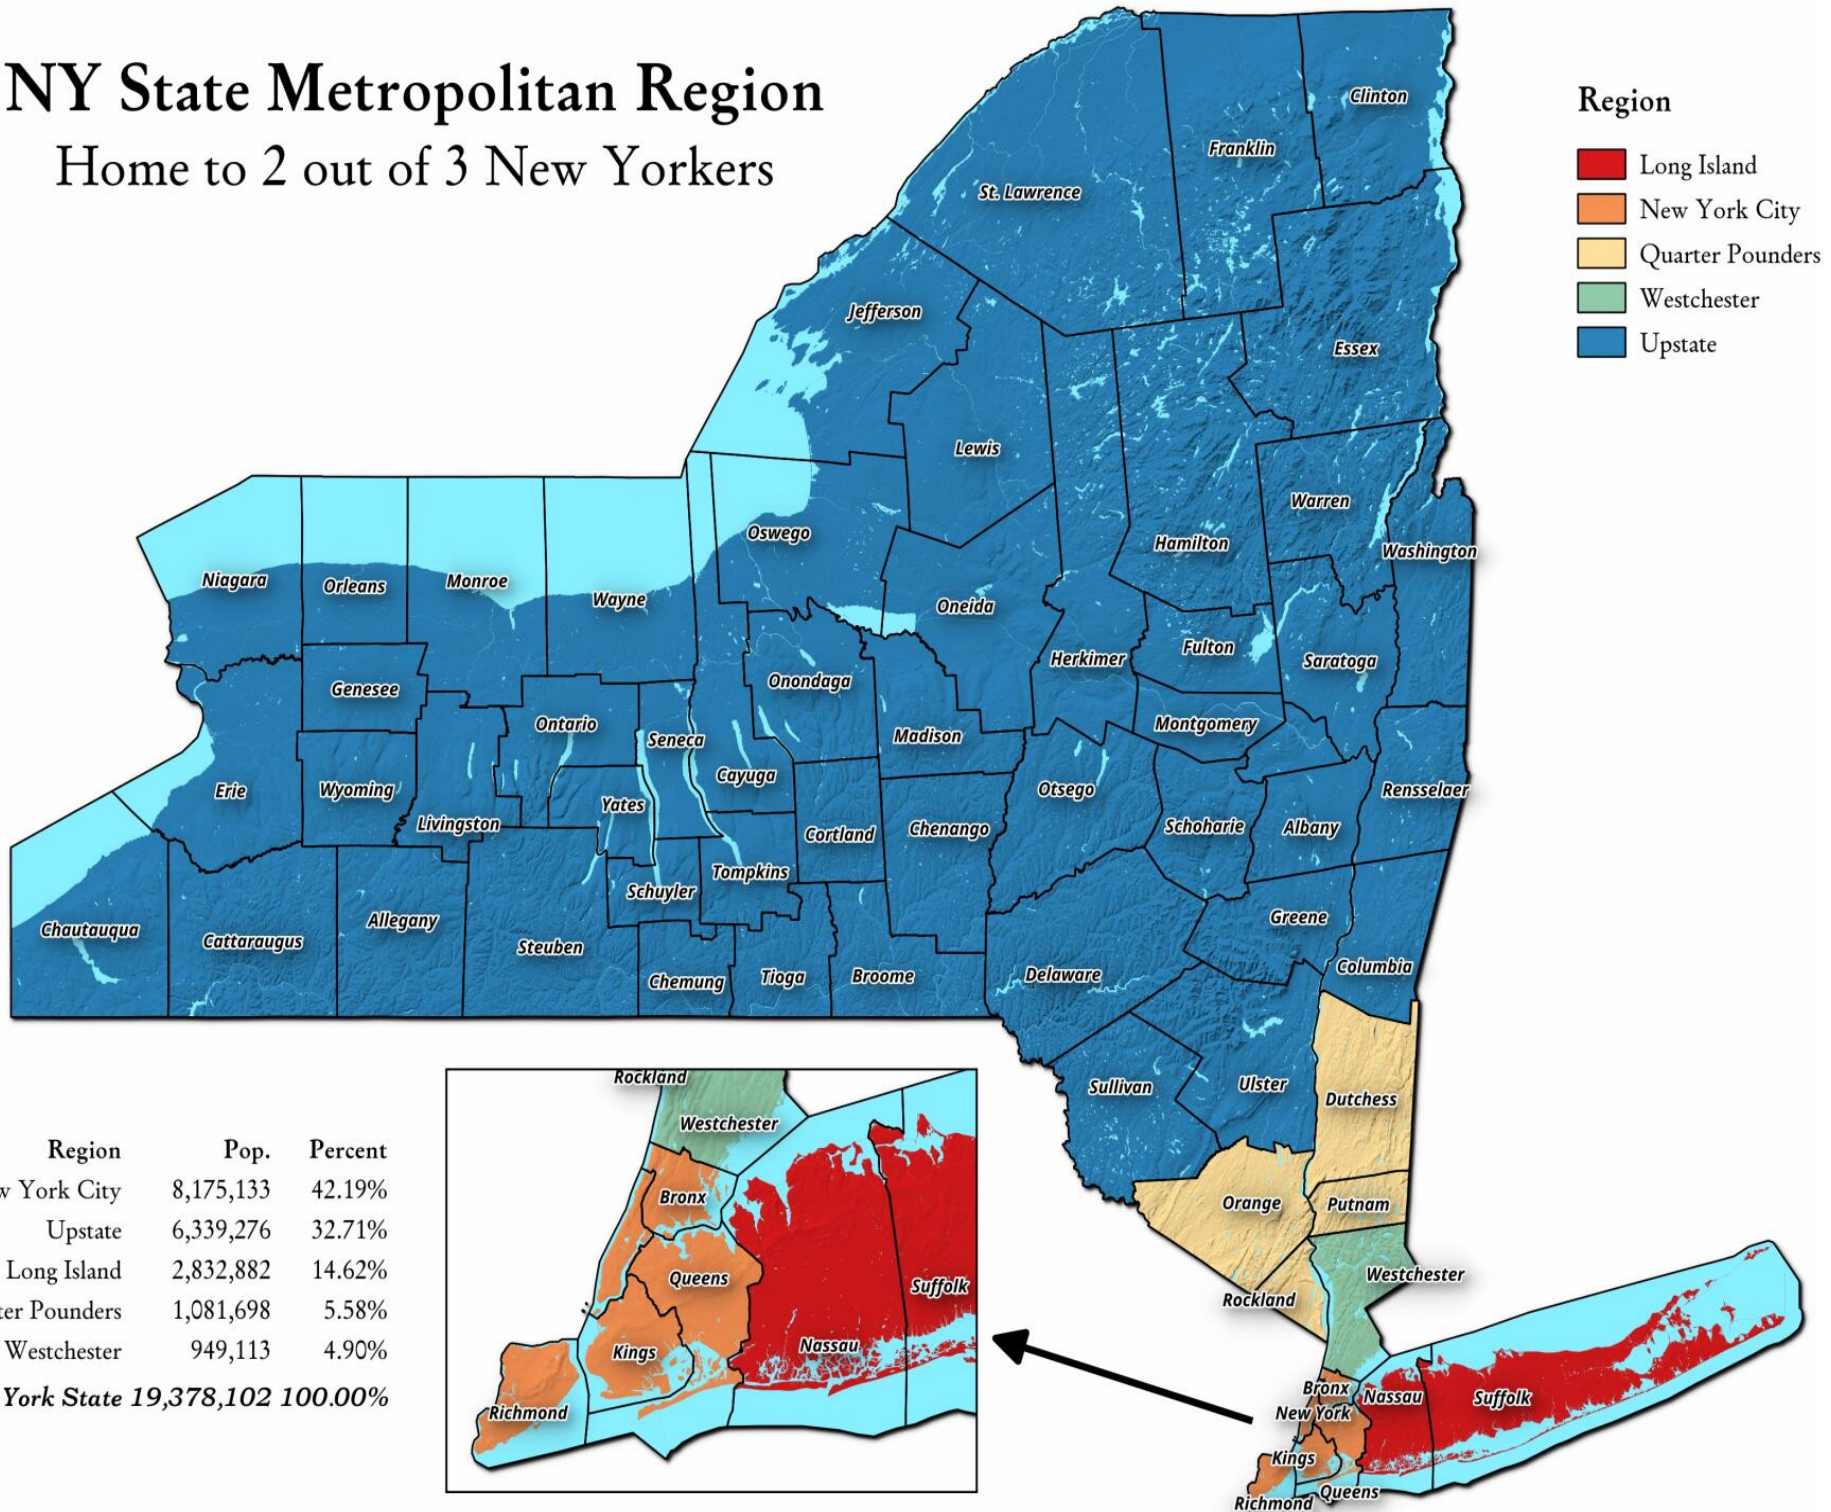 NY State Metropolitan Region
Home to 2 out of 3 New Yorkers
Region
Long Island
New York City
Quarter Pounders
Westchester
Upstate
Clinton
Franklin
St. Lawrence
Jefferson
Essex
Lewis
Warren
Oswego
Hamilton
Washington
Niagara
Orleans
Monroe
Wayne
Oneida
Herkimer
Fulton
Saratoga
Genesee
Onondaga
Ontario
Seneca
Madison
Montgomery
Cayuga
Erie
Wyoming
Yates
Otsego
Rensselaer
Livingston
Cortland
Chenango
Schoharie
Albany
Tompkins
Schuyler
Chautauqua
Cattaraugus
Allegany
Steuben
Greene
Columbia
Chemung
Tioga
Broome
Delaware
Sullivan
Ulster
Dutchess
Orange
Putnam
Westchester
Rockland
Bronx
Nassau
Suffolk
New York
Kings
Queens
Richmond
Rockland
Westchester
Bronx
Queens
Suffolk
Kings
Nassau
Richmond
Region Pop. Percent
w York City 8,175,133 42.19%
Upstate 6,339,276 32.71%
Long Island 2,832,882 14.62%
ter Pounders 1,081,698 5.58%
Westchester 949,113 4.90%
York State 19,378,102 100.00%